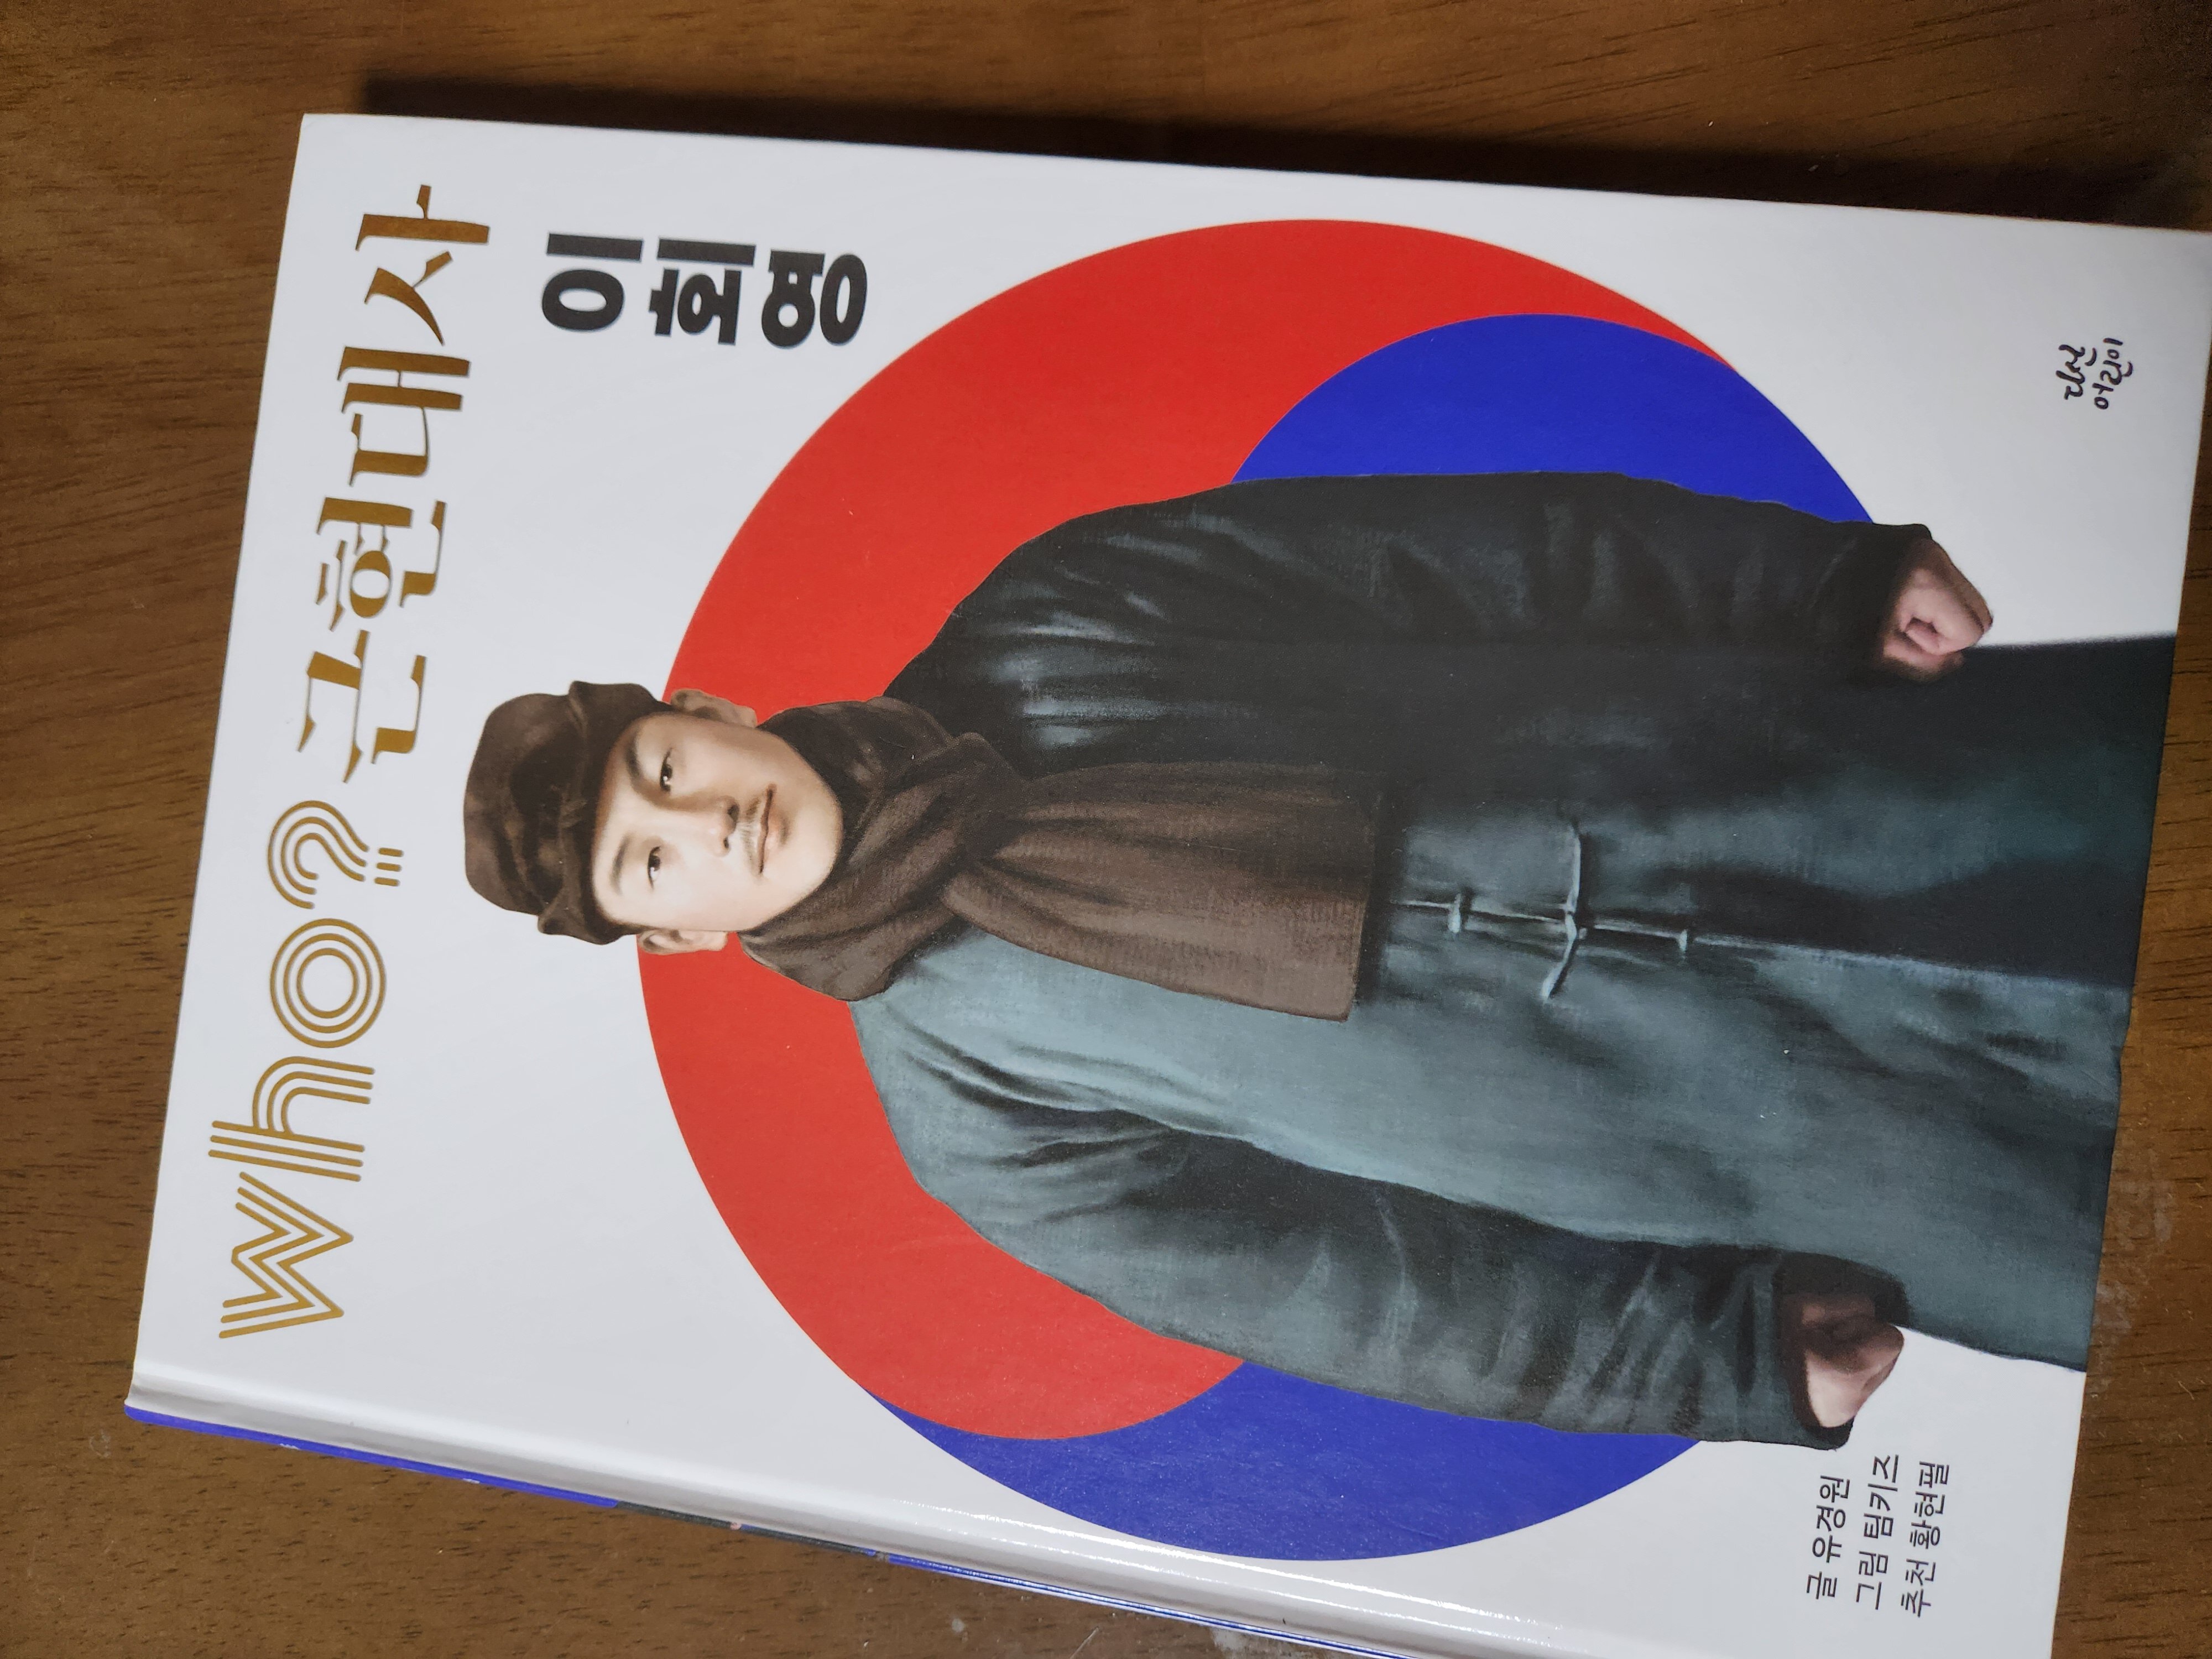 who? 근현대사
이
회
영
글 유경원
그림 팀키즈
추천 황현필
다산
어린이